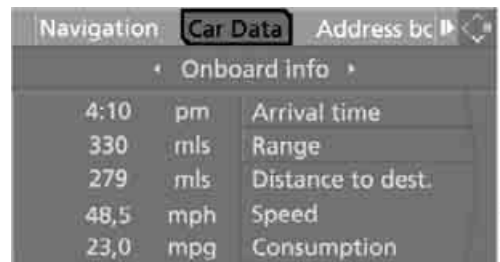 Navigation Car Data Address bc
Onboard info
4:10 pm Arrival time
330 mls Range
279 mls Distance to dest.
48,5 mph Speed
23,0 mpg Consumption